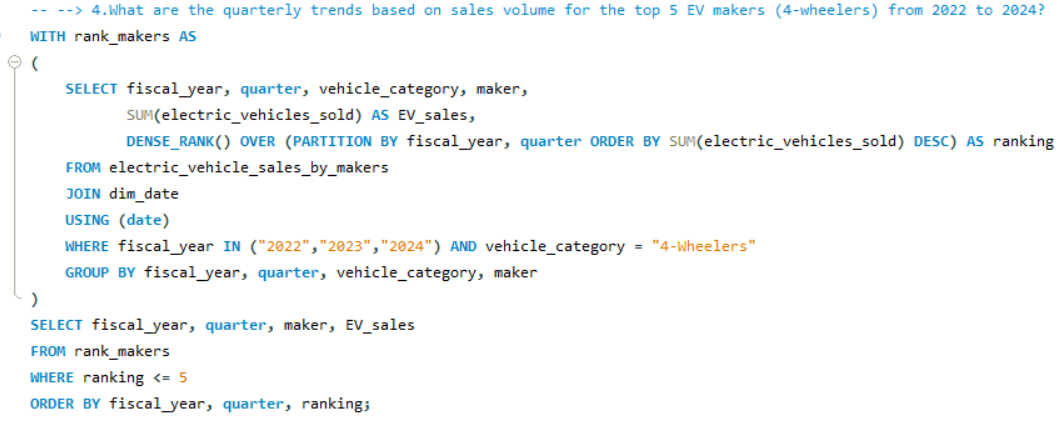 -- --> 4.What are the quarterly trends based on sales volume for the top 5 EV makers (4-wheelers) from 2022 to 2024?
WITH rank_makers AS
(
SELECT fiscal_year, quarter, vehicle_category, maker,
SUM(electric_vehicles_sold) AS EV_sales,
DENSE_RANK() OVER (PARTITION BY fiscal_year, quarter ORDER BY SUM(electric_vehicles_sold) DESC) AS ranking
FROM electric_vehicle_sales_by_makers
JOIN dim_date
USING (date)
WHERE fiscal_year IN ("2022","2023","2024") AND vehicle_category = "4-Wheelers"
GROUP BY fiscal_year, quarter, vehicle_category, maker
)
SELECT fiscal_year, quarter, maker, EV_sales
FROM rank_makers
WHERE ranking <= 5
ORDER BY fiscal_year, quarter, ranking;